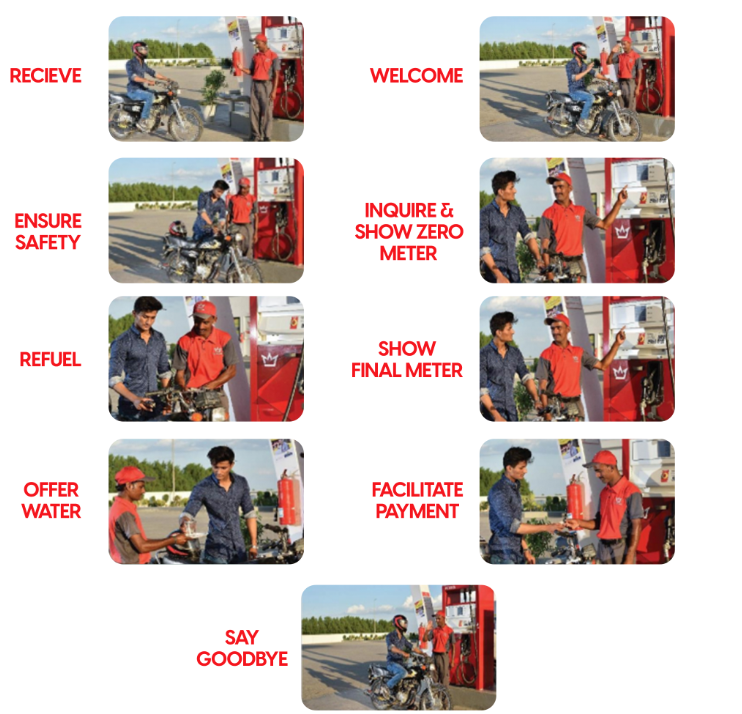 RECIEVE
WELCOME
ENSURE
SAFETY
INQUIRE &
SHOW ZERO
METER
REFUEL
SHOW
FINAL METER
OFFER
WATER
FACILITATE
PAYMENT
SAY
GOODBYE